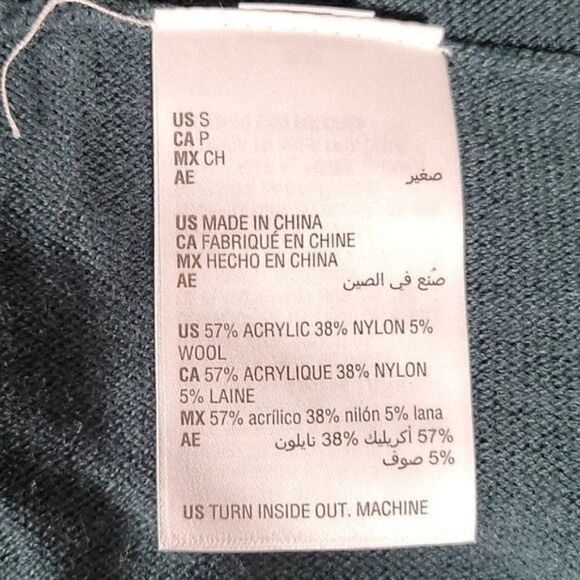 US S
CA P
MX CH
AE صغير
US MADE IN CHINA
CA FABRIQUÉ EN CHINE
MX HECHO EN CHINA
AE صُنع في الصين
US 57% ACRYLIC 38% NYLON 5%
WOOL
CA 57% ACRYLIQUE 38% NYLON
5% LAINE
MX 57% acrílico 38% nilón 5% lana
AE 57% أكريليك 38% نايلون
5% صوف
US TURN INSIDE OUT. MACHINE